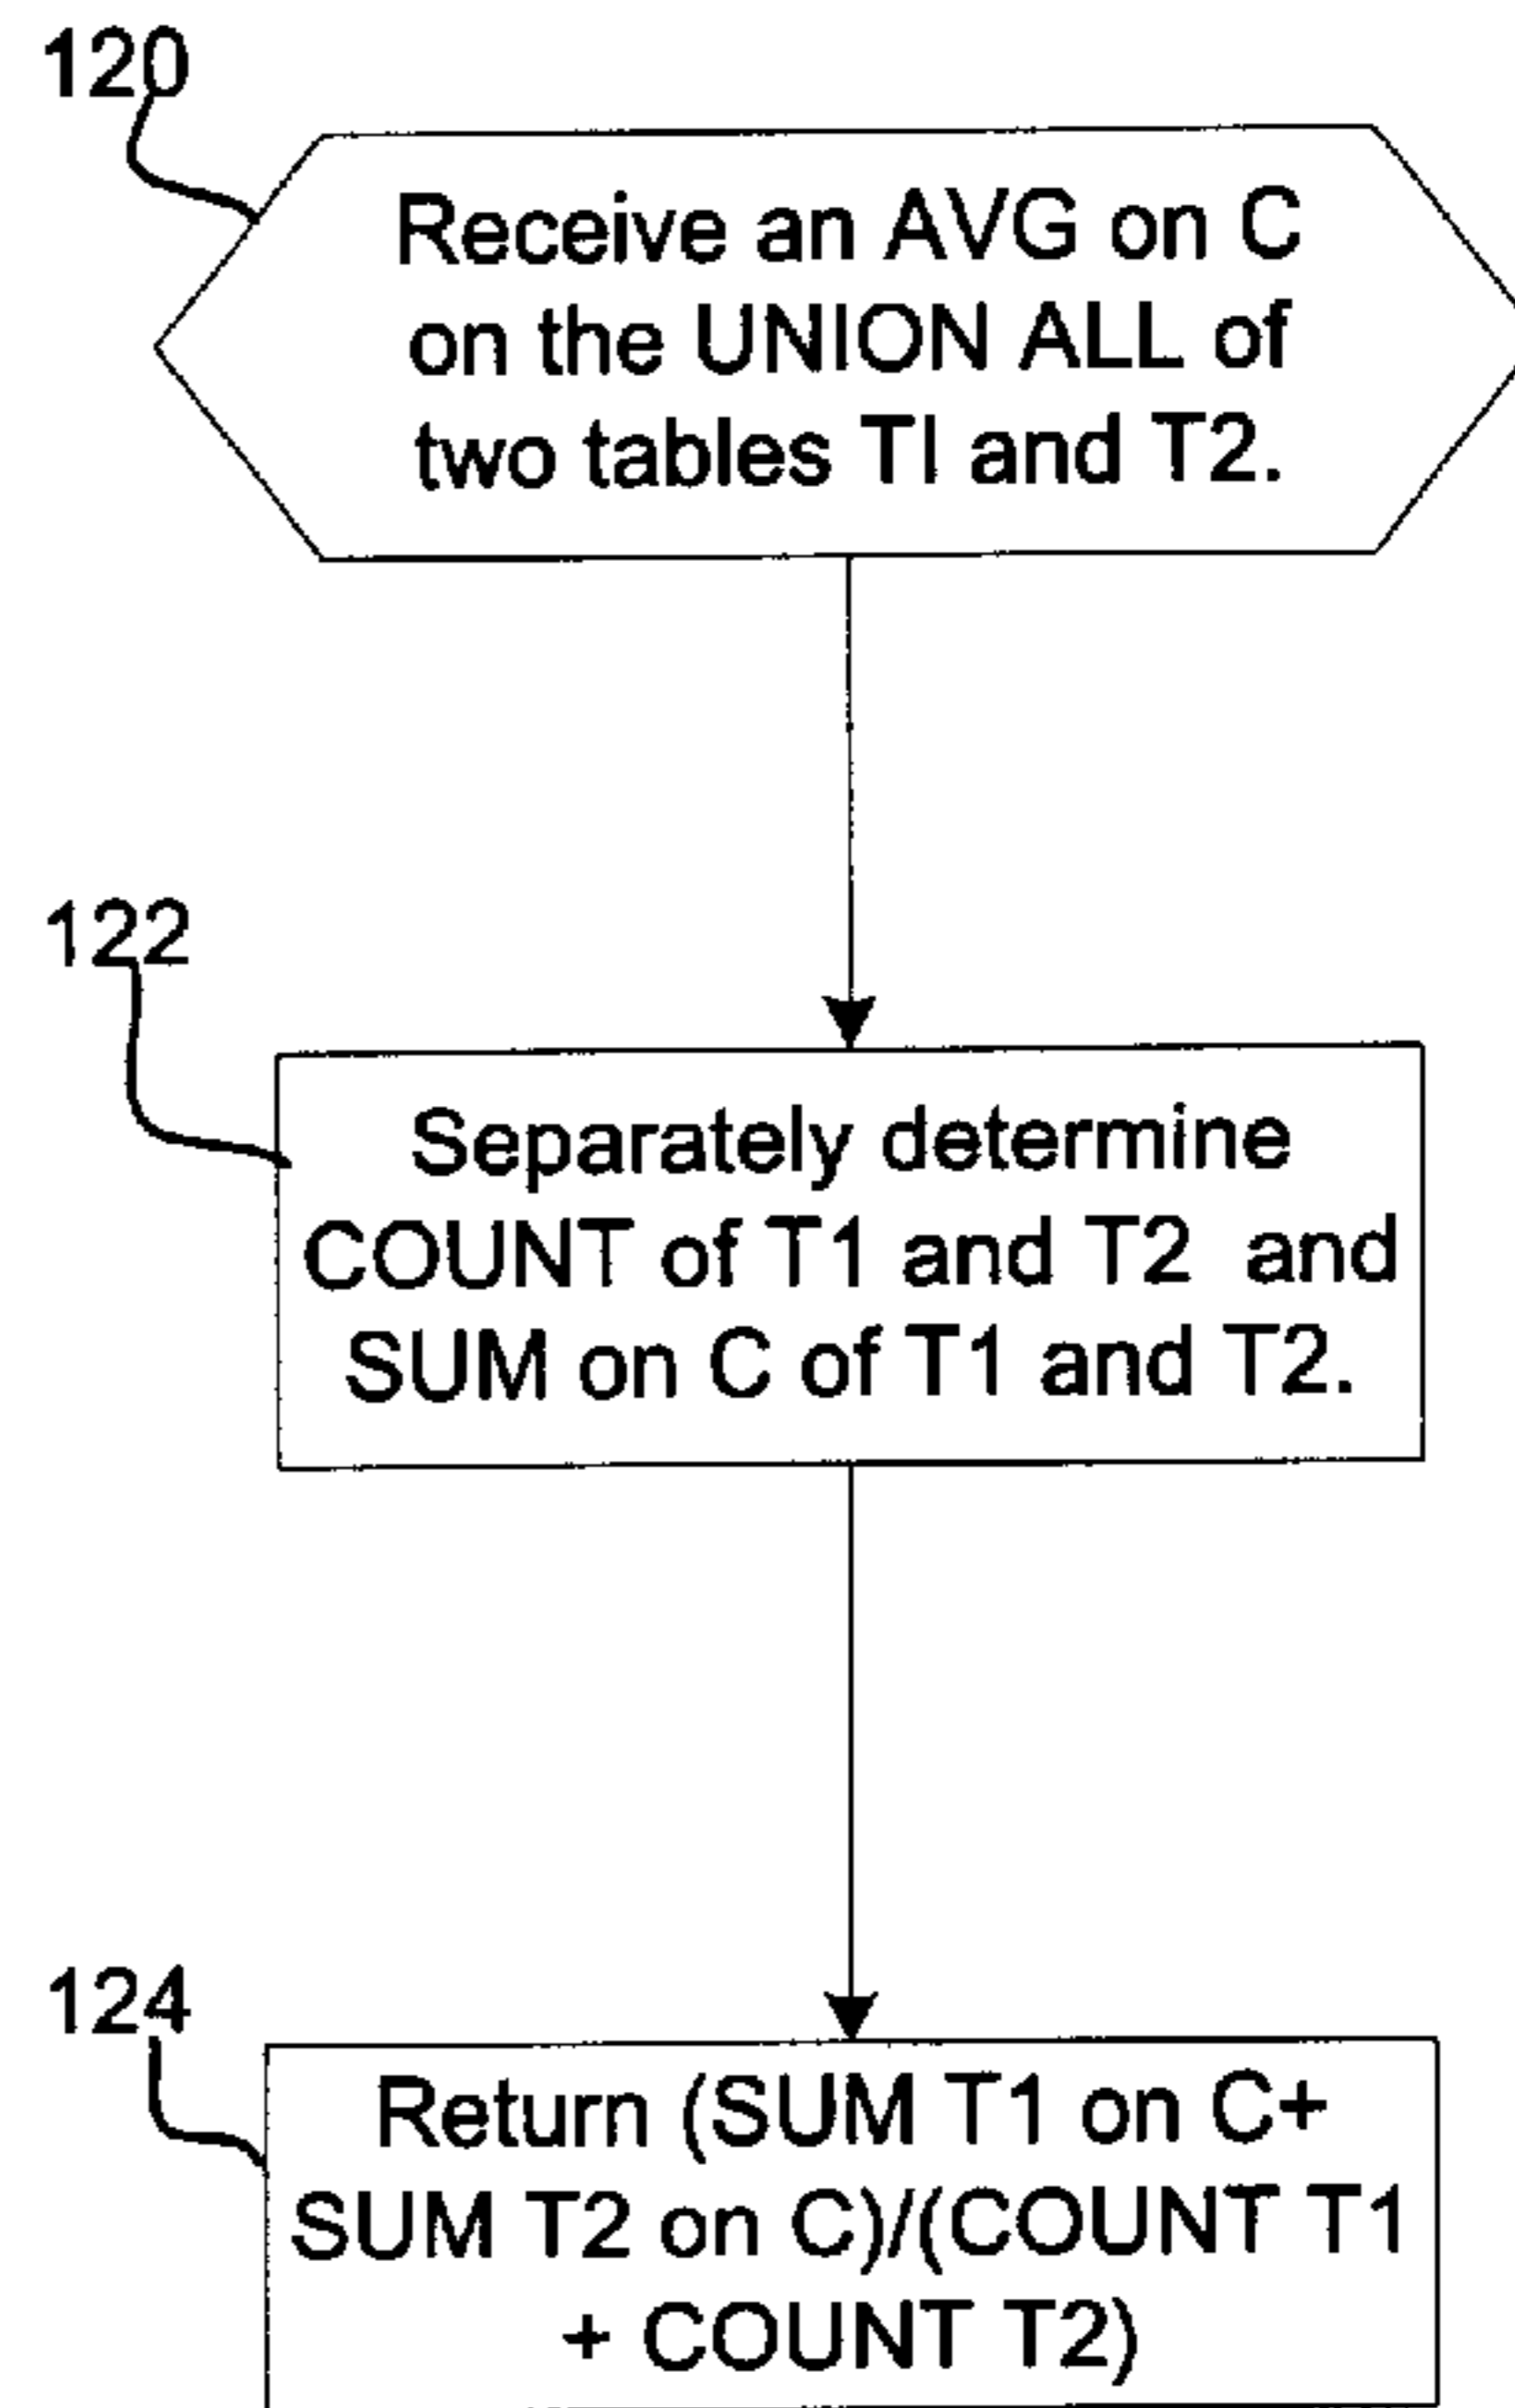 120
Receive an AVG on C
on the UNION ALL of
two tables TI and T2.
122
Separately determine
COUNT of T1 and T2 and
SUM on C of T1 and T2.
124
Return (SUM T1 on C+
SUM T2 on C)/(COUNT T1
+ COUNT T2)